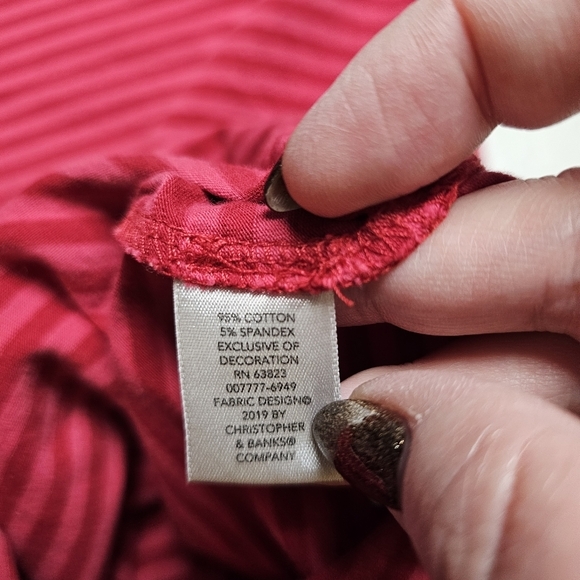 95% COTTON
5% SPANDEX
EXCLUSIVE OF
DECORATION
RN 63823
007777-6949
FABRIC DESIGN©
2019 BY
CHRISTOPHER
& BANKS®
COMPANY